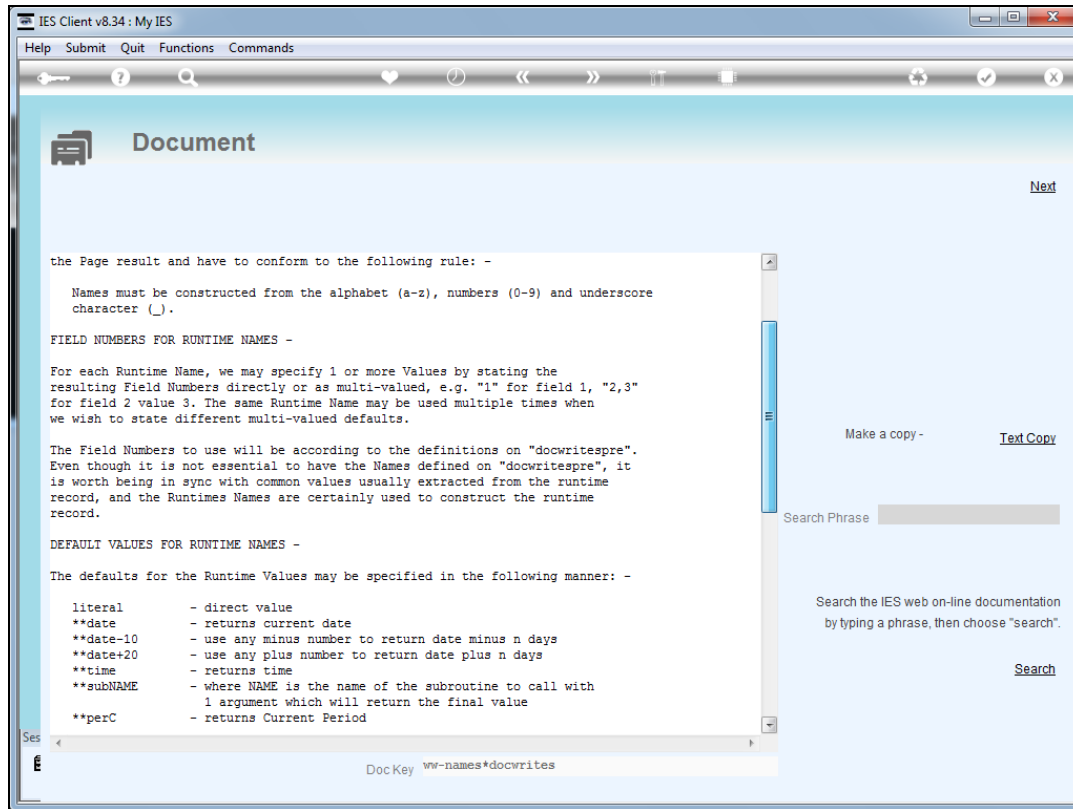 IES Client v8.34 : My IES
Help Submit Quit Functions Commands
Document
Next
the Page result and have to conform to the following rule: -
Names must be constructed from the alphabet (a-z), numbers (0-9) and underscore
character (_).
FIELD NUMBERS FOR RUNTIME NAMES -
For each Runtime Name, we may specify 1 or more Values by stating the
resulting Field Numbers directly or as multi-valued, e.g. "1" for field 1, "2,3"
for field 2 value 3. The same Runtime Name may be used multiple times when
we wish to state different multi-valued defaults.
The Field Numbers to use will be according to the definitions on "docwritespre".
Even though it is not essential to have the Names defined on "docwritespre", it
is worth being in sync with common values usually extracted from the runtime
record, and the Runtimes Names are certainly used to construct the runtime
record.
DEFAULT VALUES FOR RUNTIME NAMES -
The defaults for the Runtime Values may be specified in the following manner: -
literal - direct value
**date - returns current date
**date-10 - use any minus number to return date minus n days
**date+20 - use any plus number to return date plus n days
**time - returns time
**subNAME - where NAME is the name of the subroutine to call with
1 argument which will return the final value
**perC - returns Current Period
Make a copy -
Text Copy
Search Phrase
Search the IES web on-line documentation
by typing a phrase, then choose "search".
Search
Ses
Doc Key ww-names*docwrites